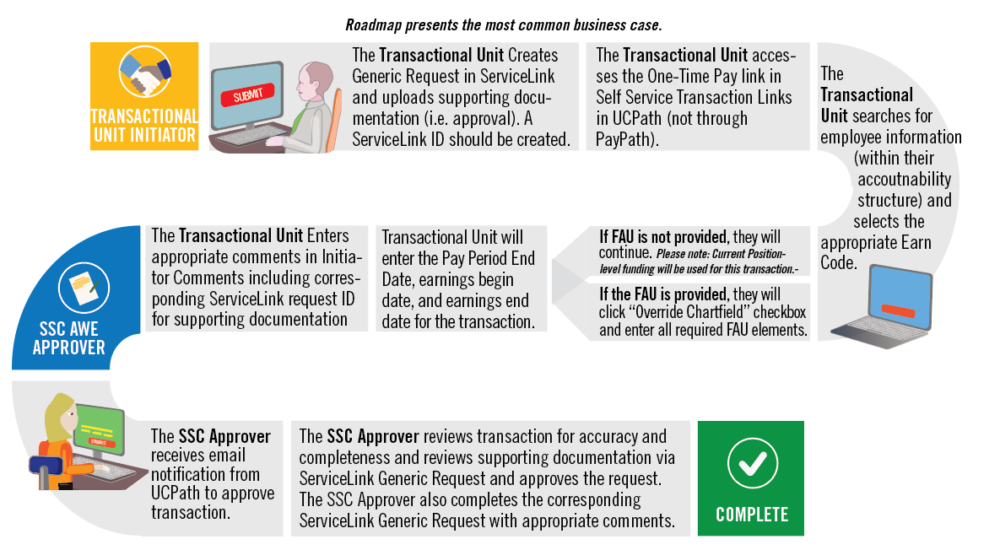 Roadmap presents the most common business case.
TRANSACTIONAL
UNIT INITIATOR
SUBMIT
The Transactional Unit Creates
Generic Request in ServiceLink
and uploads supporting docu-
mentation (i.e. approval). A
ServiceLink ID should be created.
The Transactional Unit acces-
ses the One-Time Pay link in
Self Service Transaction Links
in UCPath (not through
PayPath).
The
Transactional
Unit searches for
employee information
(within their
accoutnability
structure) and
selects the
appropriate Earn
Code.
If FAU is not provided, they will
continue. Please note: Current Position-
level funding will be used for this transaction.-
If the FAU is provided, they will
click “Override Chartfield” checkbox
and enter all required FAU elements.
Transactional Unit will
enter the Pay Period End
Date, earnings begin
date, and earnings end
date for the transaction.
The Transactional Unit Enters
appropriate comments in Initia-
tor Comments including corres-
ponding ServiceLink request ID
for supporting documentation
SSC AWE
APPROVER
SUBMIT
The SSC Approver
receives email
notification from
UCPath to approve
transaction.
The SSC Approver reviews transaction for accuracy and
completeness and reviews supporting documentation via
ServiceLink Generic Request and approves the request.
The SSC Approver also completes the corresponding
ServiceLink Generic Request with appropriate comments.
COMPLETE